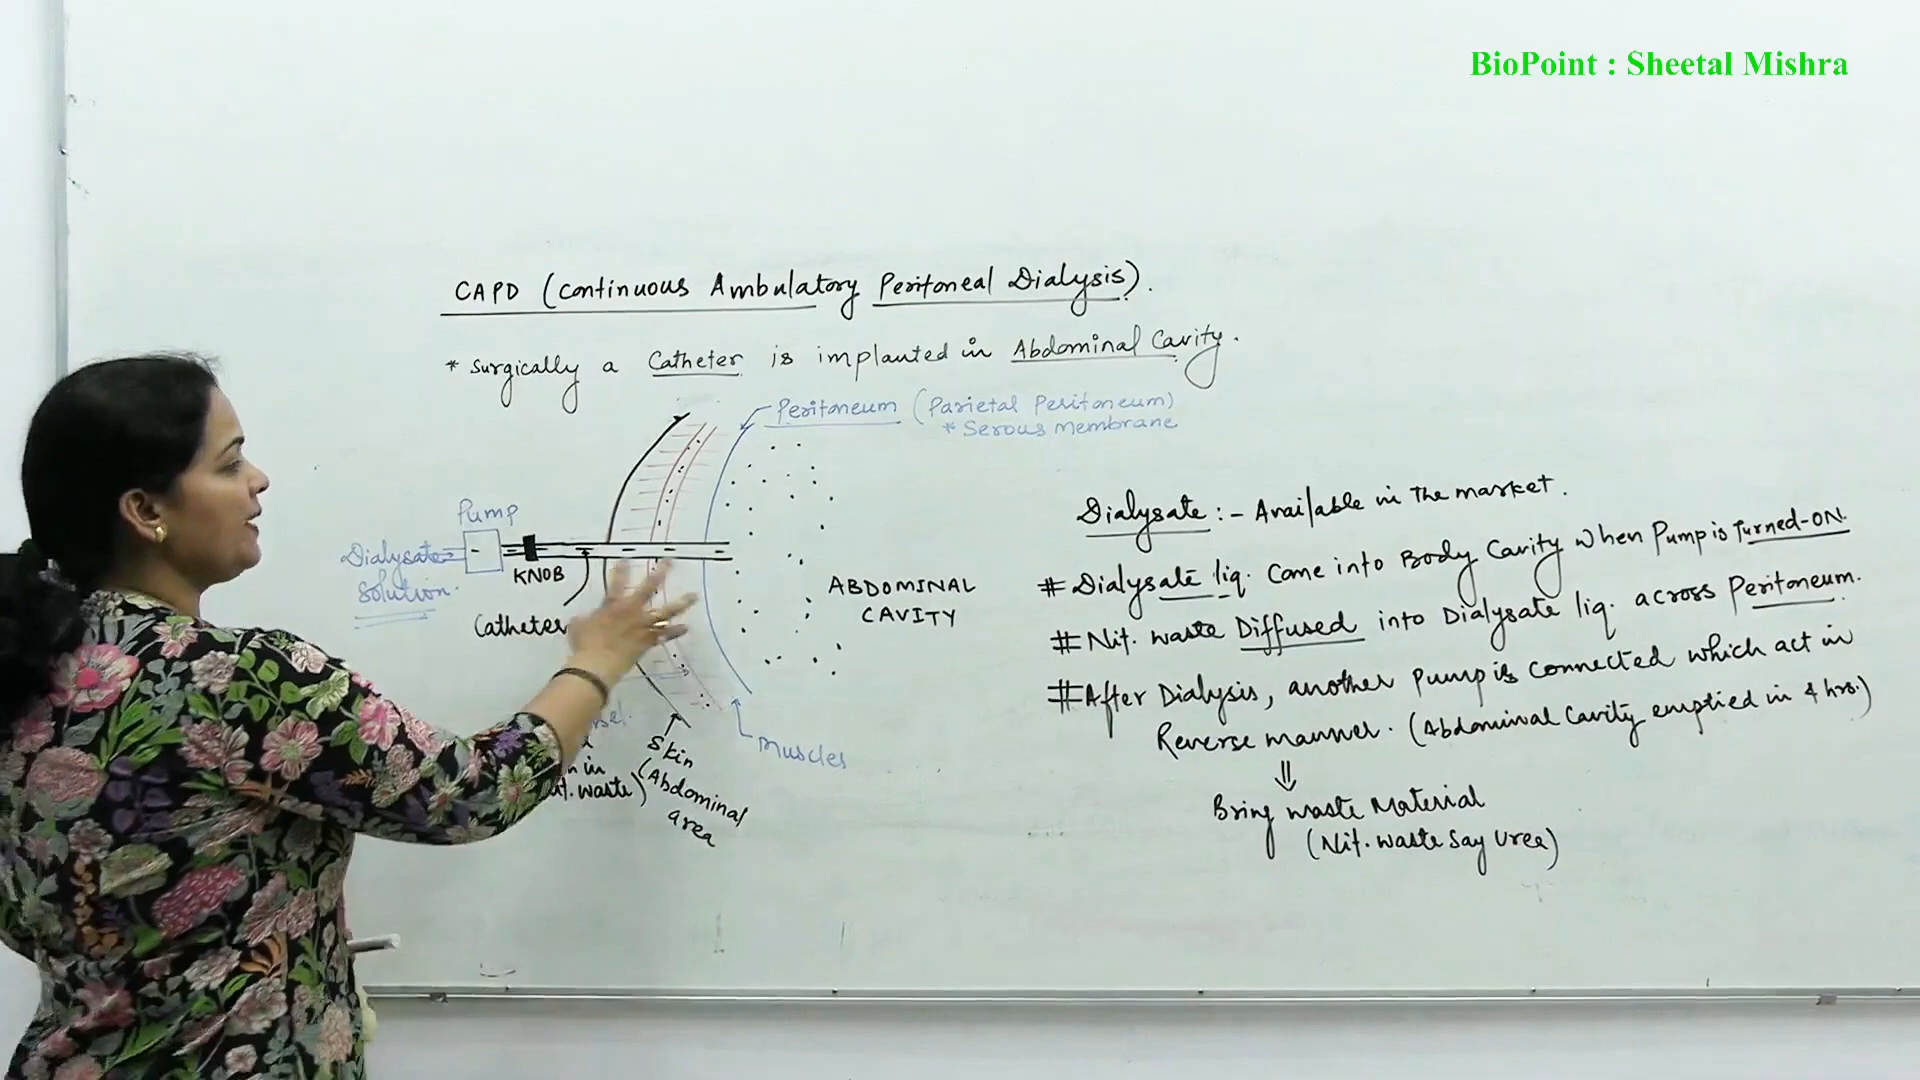 BioPoint : Sheetal Mishra
CAPD (Continuous Ambulatory Peritoneal Dialysis).
* Surgically a Catheter is implanted in Abdominal Cavity.
Peritoneum (Parietal Peritoneum)
* Serous membrane
Pump
Dialysate
Solution.
KNOB
Catheter
ABDOMINAL
CAVITY
Skin
(Abdominal
area
Muscles
in
waste)
Dialysate :- Available in The market.
# Dialysate liq. Come into Body Cavity when Pump is Turned-ON.
# Nit. waste Diffused into Dialysate liq. across Peritoneum.
# After Dialysis, another Pump is connected which act in
Reverse manner. (Abdominal Cavity emptied in 4 hrs.)
⇓
Bring waste Material
(Nit. waste say Urea)